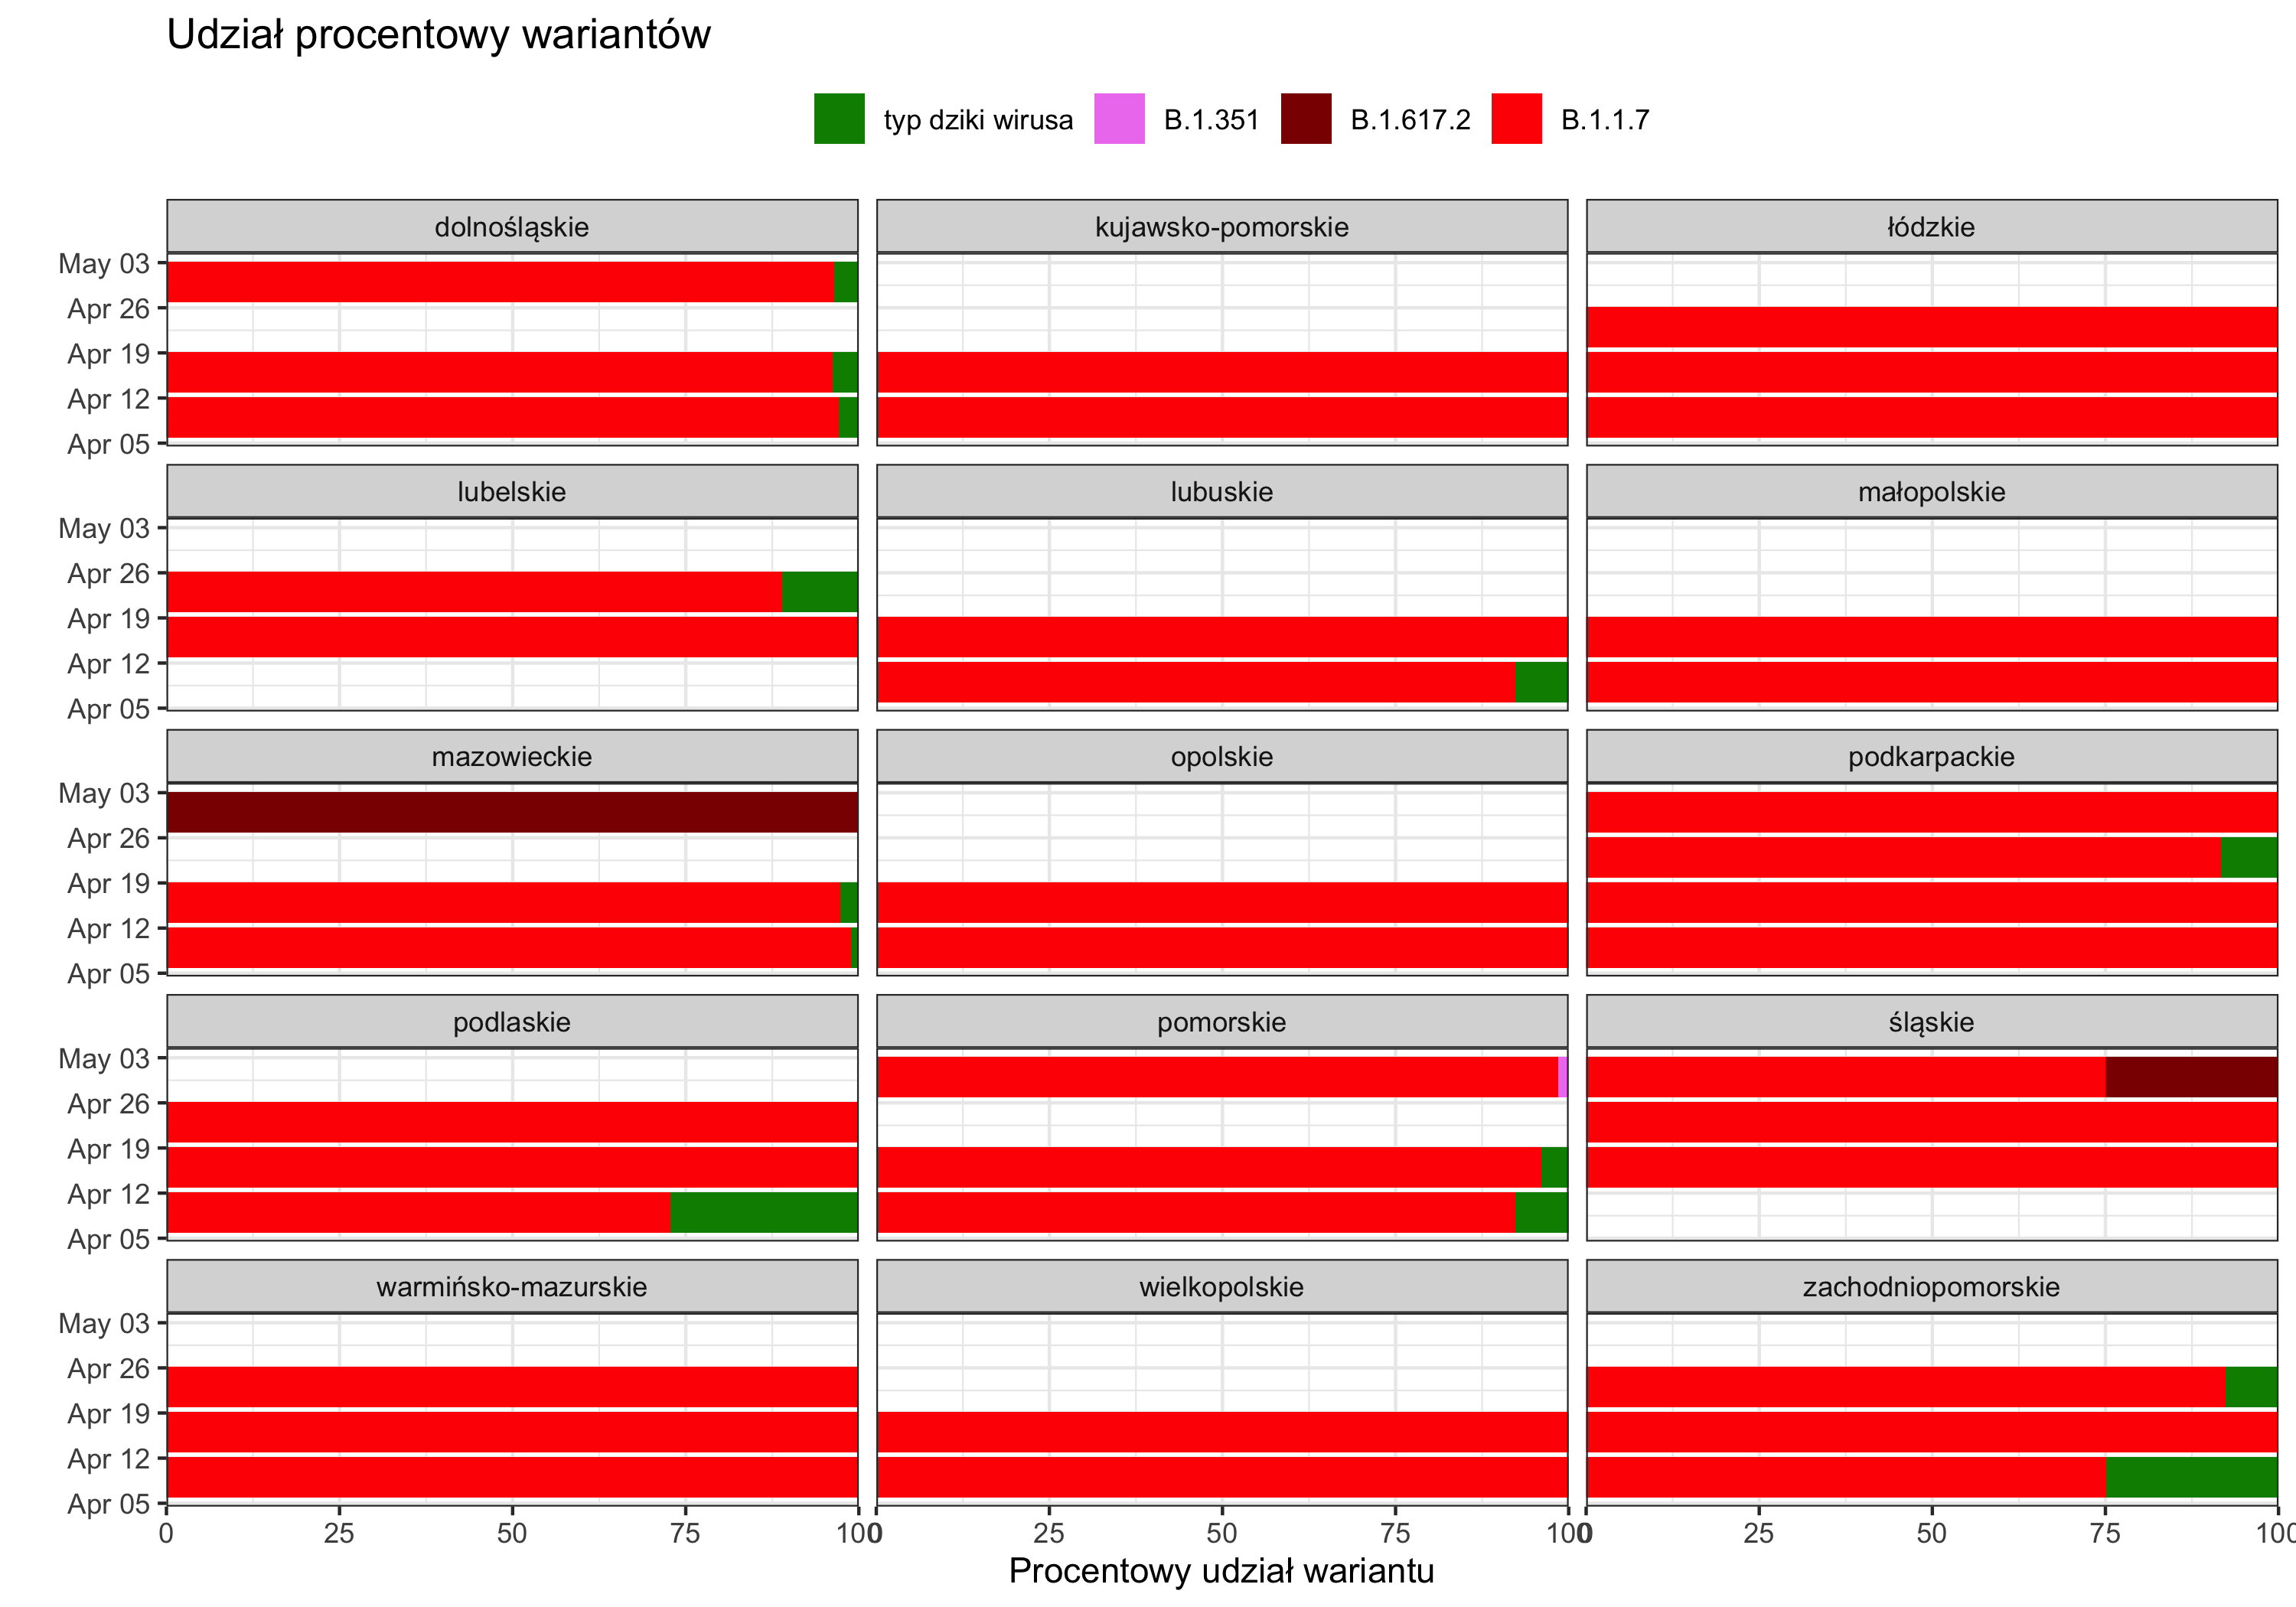 Udział procentowy wariantów
typ dziki wirusa B.1.351 B.1.617.2 B.1.1.7
dolnośląskie kujawsko-pomorskie łódzkie
May 03
Apr 26
Apr 19
Apr 12
Apr 05
lubelskie lubuskie małopolskie
May 03
Apr 26
Apr 19
Apr 12
Apr 05
mazowieckie opolskie podkarpackie
May 03
Apr 26
Apr 19
Apr 12
Apr 05
podlaskie pomorskie śląskie
May 03
Apr 26
Apr 19
Apr 12
Apr 05
warmińsko-mazurskie wielkopolskie zachodniopomorskie
May 03
Apr 26
Apr 19
Apr 12
Apr 05
0 25 50 75 100 0 25 50 75 100 0 25 50 75 100
Procentowy udział wariantu